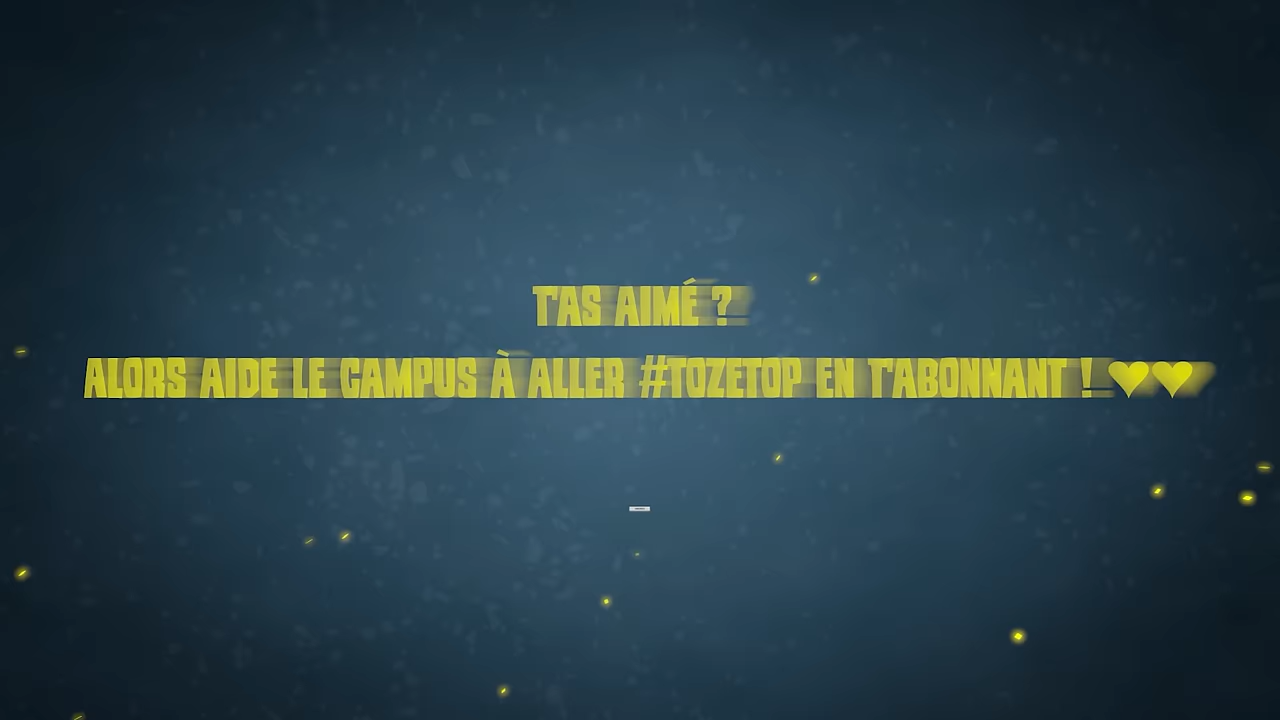 T'AS AIMÉ ?
ALORS AIDE LE CAMPUS À ALLER #TOZETOP EN T'ABONNANT ! ♥♥